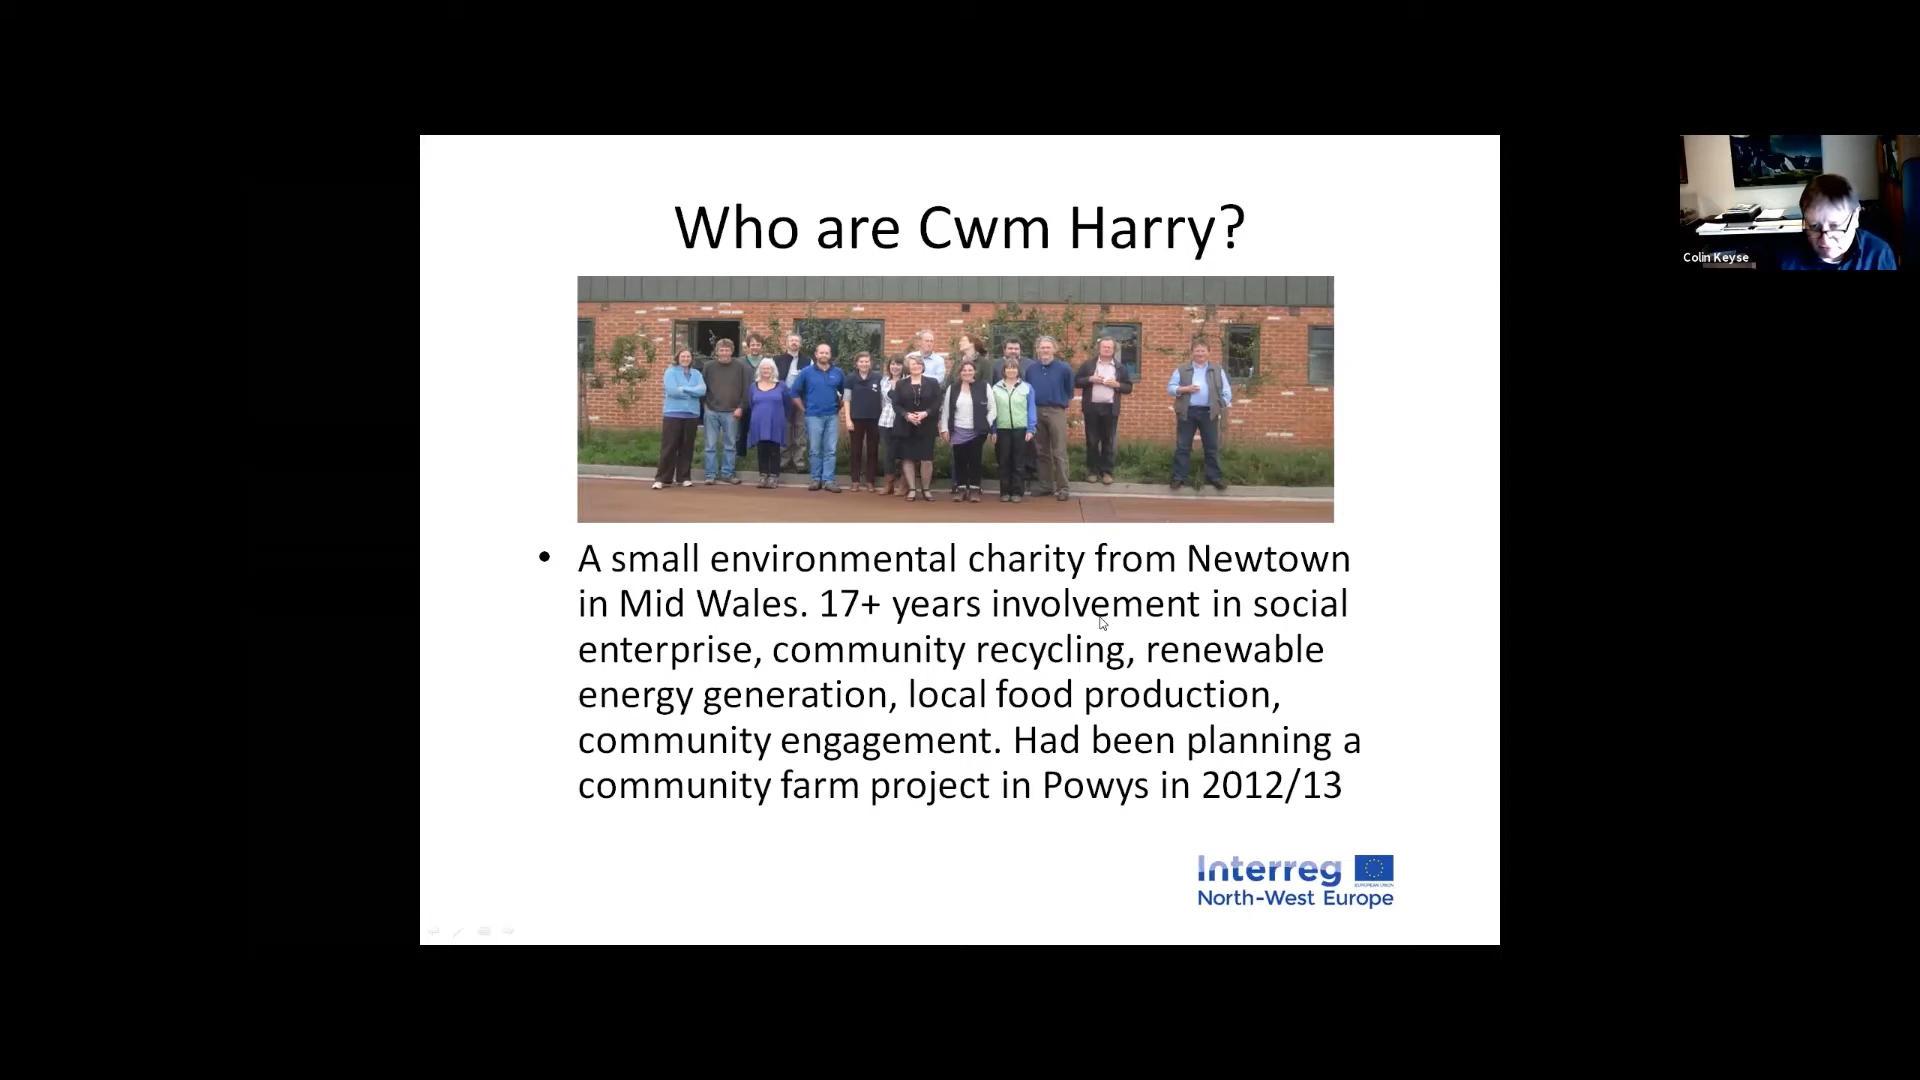 Who are Cwm Harry?
Colin Keyse
• A small environmental charity from Newtown
in Mid Wales. 17+ years involvement in social
enterprise, community recycling, renewable
energy generation, local food production,
community engagement. Had been planning a
community farm project in Powys in 2012/13
Interreg
EUROPEAN UNION
North-West Europe